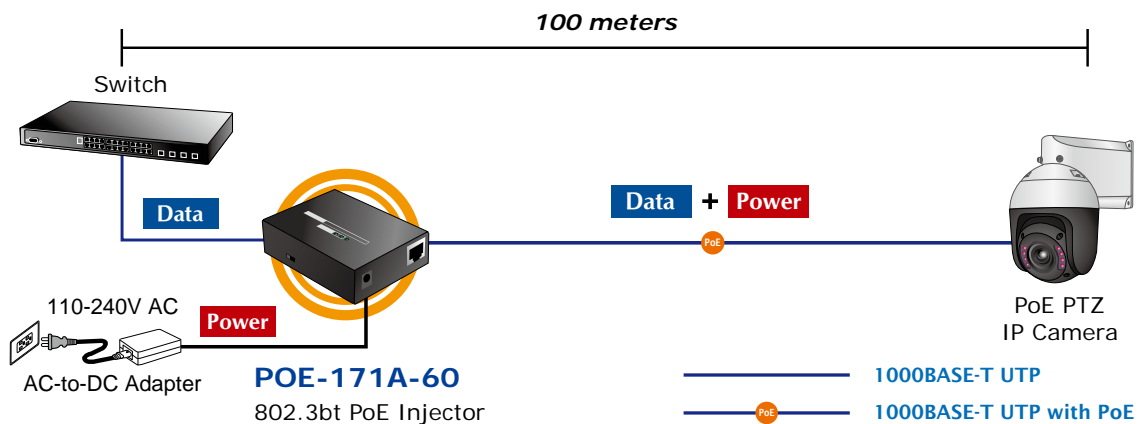 100 meters
Switch
Data
Data + Power
PoE
110-240V AC
Power
AC-to-DC Adapter
POE-171A-60
802.3bt PoE Injector
PoE PTZ
IP Camera
1000BASE-T UTP
PoE
1000BASE-T UTP with PoE